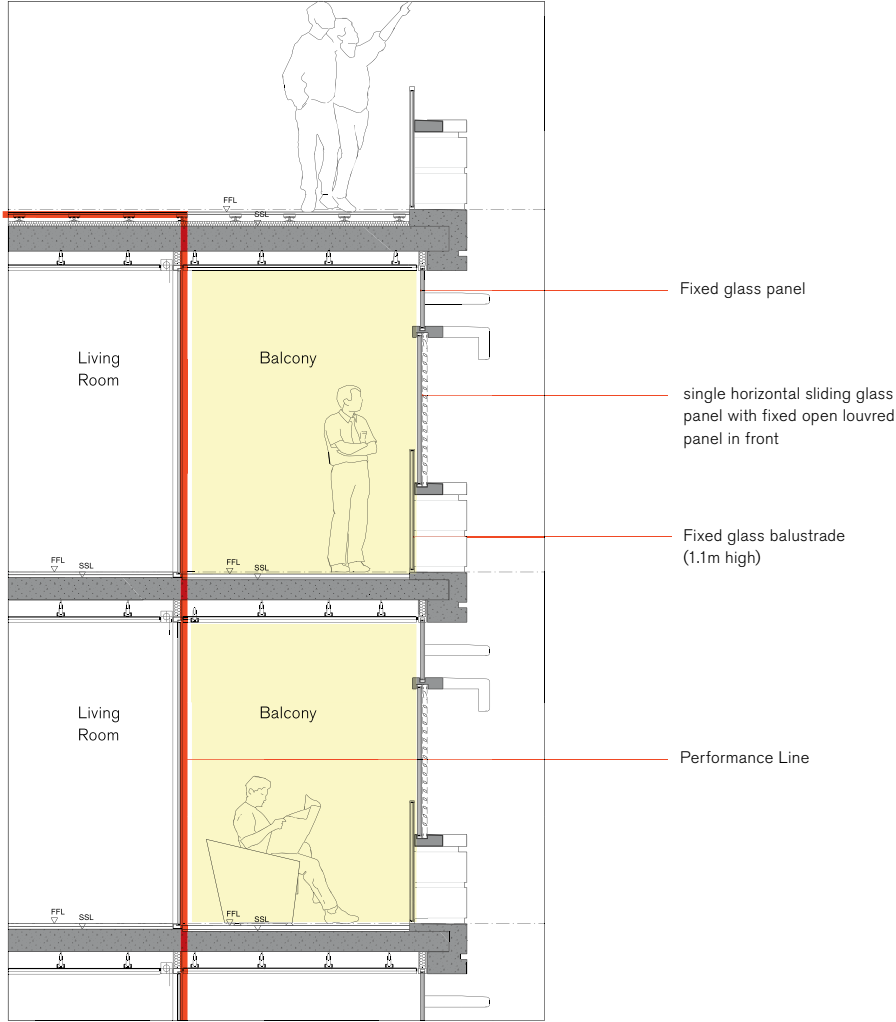 FFL
SSL
Fixed glass panel
Living
Room
Balcony
single horizontal sliding glass
panel with fixed open louvred
panel in front
Fixed glass balustrade
(1.1m high)
FFL
SSL
FFL
SSL
Living
Room
Balcony
Performance Line
FFL
SSL
FFL
SSL